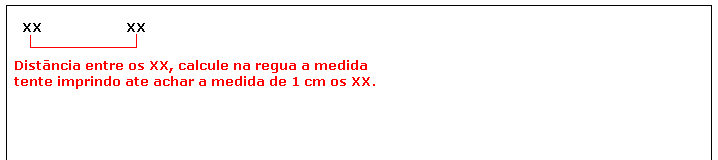 XX XX
Distãncia entre os XX, calcule na regua a medida
tente imprindo ate achar a medida de 1 cm os XX.